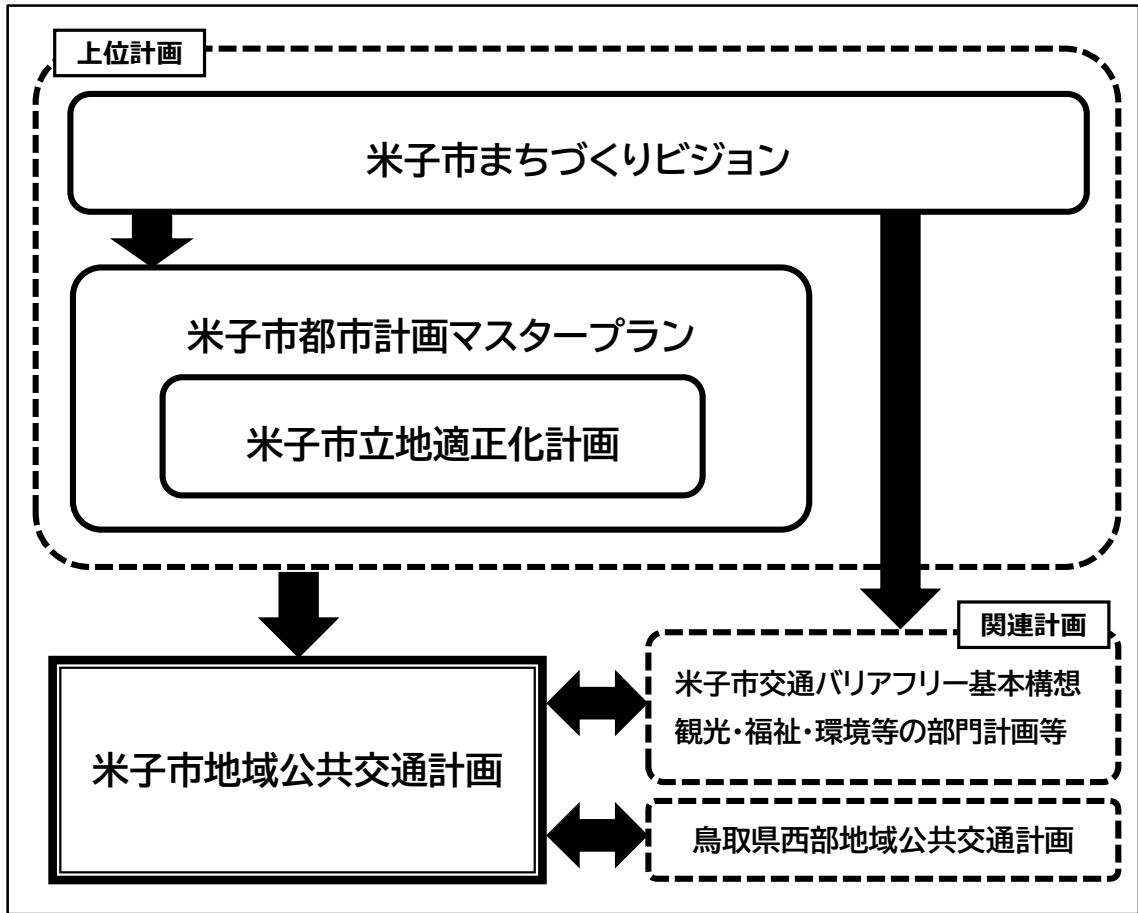 上位計画
米子市まちづくりビジョン
米子市都市計画マスタープラン
米子市立地適正化計画
米子市地域公共交通計画
関連計画
米子市交通バリアフリー基本構想
観光・福祉・環境等の部門計画等
鳥取県西部地域公共交通計画